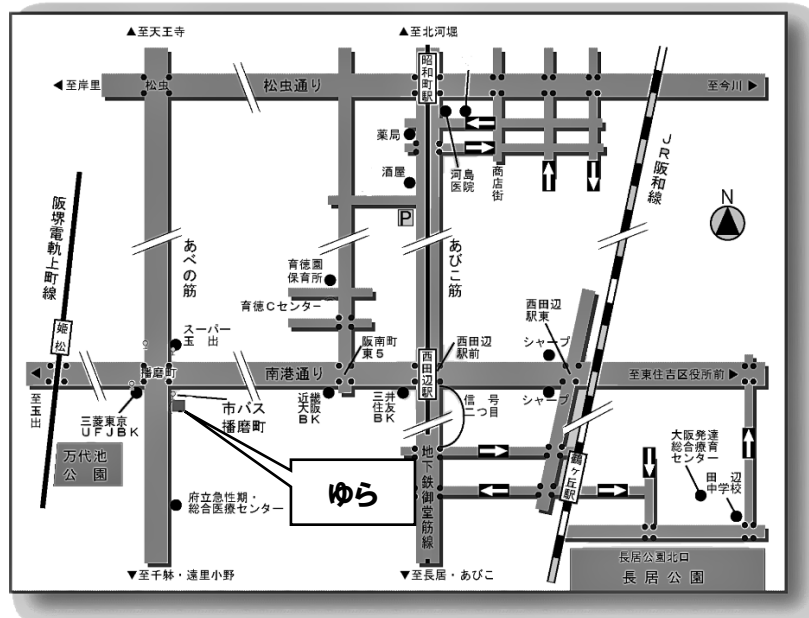 ▲至天王寺
▲至北河堀
◀至岸里
松虫
松虫通り
昭和町駅
至今川▶
薬局
酒屋
河島
医院
商店街
JR阪和線
N
P
阪堺電軌上町線
あべの筋
あびこ筋
育徳園
保育所
育徳Cセンター
姫松
スーパー
玉出
阪南町
東5
西田辺
駅前
西田辺
駅東
シャープ
◀
播磨町
南港通り
西田辺駅
至東住吉区役所前▶
至玉出
三菱東京
UFJBK
市バス
播磨町
近畿
大阪
BK
三井
住友
BK
信号
二つ目
シャープ
万代池
公園
ゆら
地下鉄御堂筋線
鶴ヶ丘駅
大阪発達
総合療育
センター
田辺
中学校
府立急性期・
総合医療センター
長居公園北口
長居公園
▼至千躰・遠里小野
▼至長居・あびこ